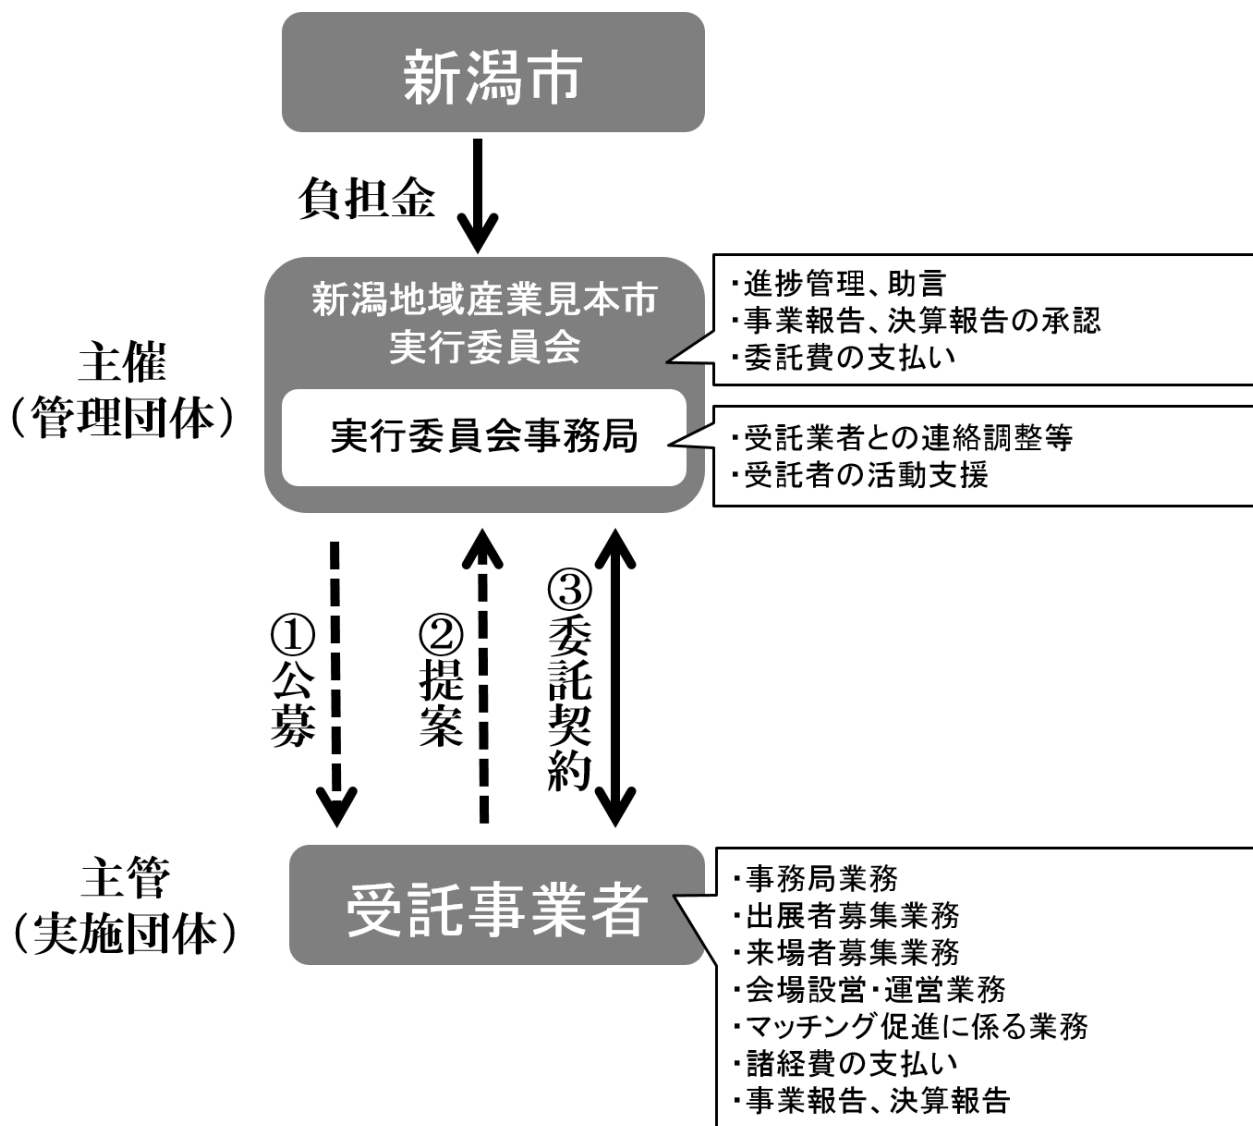 新潟市
負担金
新潟地域産業見本市
実行委員会
実行委員会事務局
主催
（管理団体）
・進捗管理、助言
・事業報告、決算報告の承認
・委託費の支払い
・受託業者との連絡調整等
・受託者の活動支援
①公募
②提案
③委託契約
主管
（実施団体）
受託事業者
・事務局業務
・出展者募集業務
・来場者募集業務
・会場設営・運営業務
・マッチング促進に係る業務
・諸経費の支払い
・事業報告、決算報告